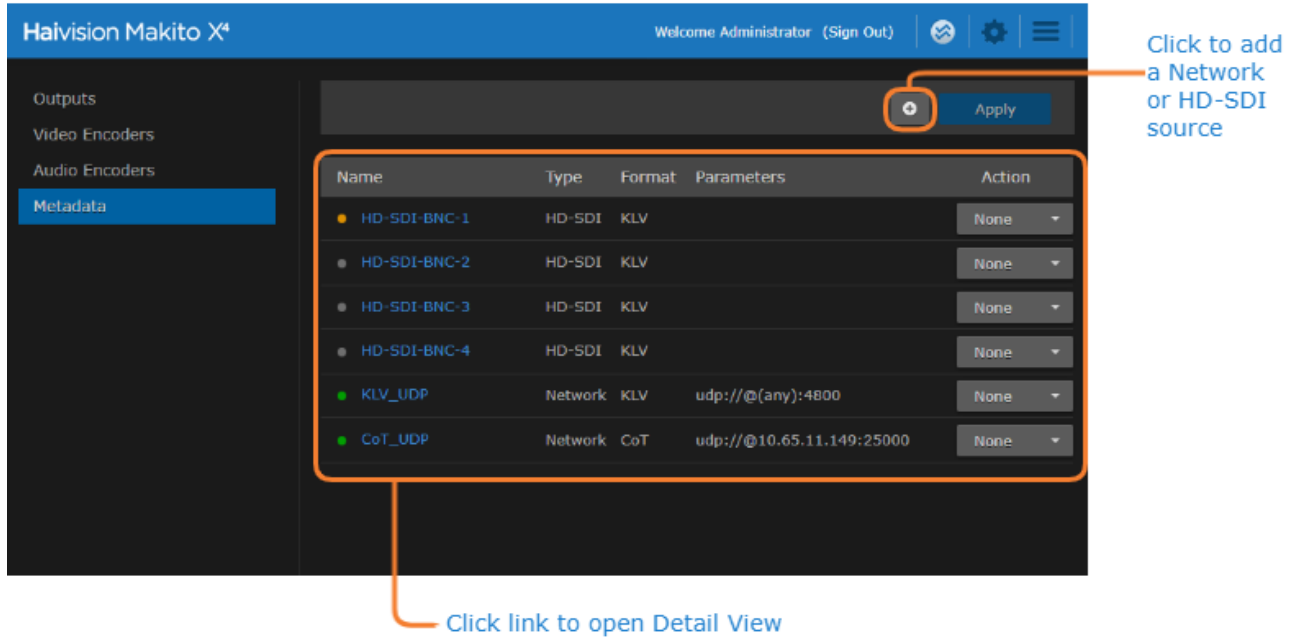 Haivision Makito X⁴
Welcome Administrator (Sign Out)
Click to add
a Network
or HD-SDI
source
Outputs
Video Encoders
Audio Encoders
Metadata
Apply
Name Type Format Parameters Action
HD-SDI-BNC-1 HD-SDI KLV None
HD-SDI-BNC-2 HD-SDI KLV None
HD-SDI-BNC-3 HD-SDI KLV None
HD-SDI-BNC-4 HD-SDI KLV None
KLV_UDP Network KLV udp://@(any):4800 None
CoT_UDP Network CoT udp://@10.65.11.149:25000 None
Click link to open Detail View